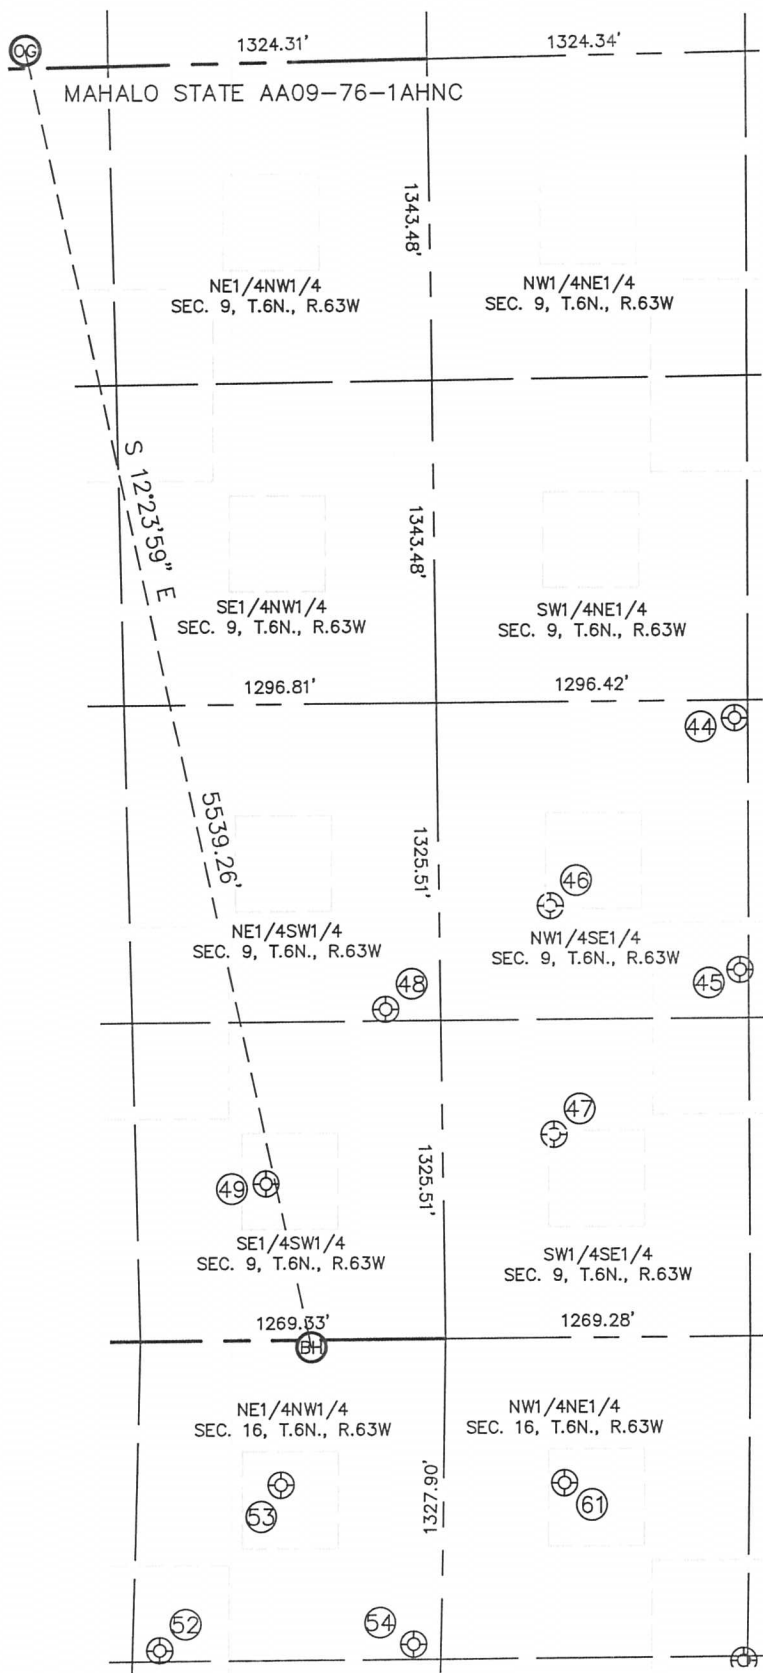 OG
1324.31'
1324.34'
MAHALO STATE AA09-76-1AHNC
1343.48'
NE1/4NW1/4
SEC. 9, T.6N., R.63W
NW1/4NE1/4
SEC. 9, T.6N., R.63W
S 12°23'59" E
1343.48'
SE1/4NW1/4
SEC. 9, T.6N., R.63W
SW1/4NE1/4
SEC. 9, T.6N., R.63W
1296.81'
1296.42'
44
5539.26'
1325.51'
46
NE1/4SW1/4
SEC. 9, T.6N., R.63W
NW1/4SE1/4
SEC. 9, T.6N., R.63W
48
45
47
1325.51'
49
SE1/4SW1/4
SEC. 9, T.6N., R.63W
SW1/4SE1/4
SEC. 9, T.6N., R.63W
1269.33'
1269.28'
BH
NE1/4NW1/4
SEC. 16, T.6N., R.63W
NW1/4NE1/4
SEC. 16, T.6N., R.63W
1327.90'
53
61
52
54